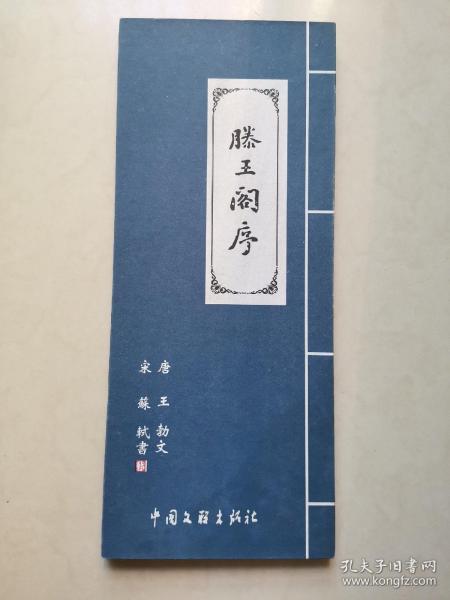 滕王阁序
唐 王勃文
宋 蘇軾書
中国文联出版社
孔夫子旧书网
www.kongfz.com